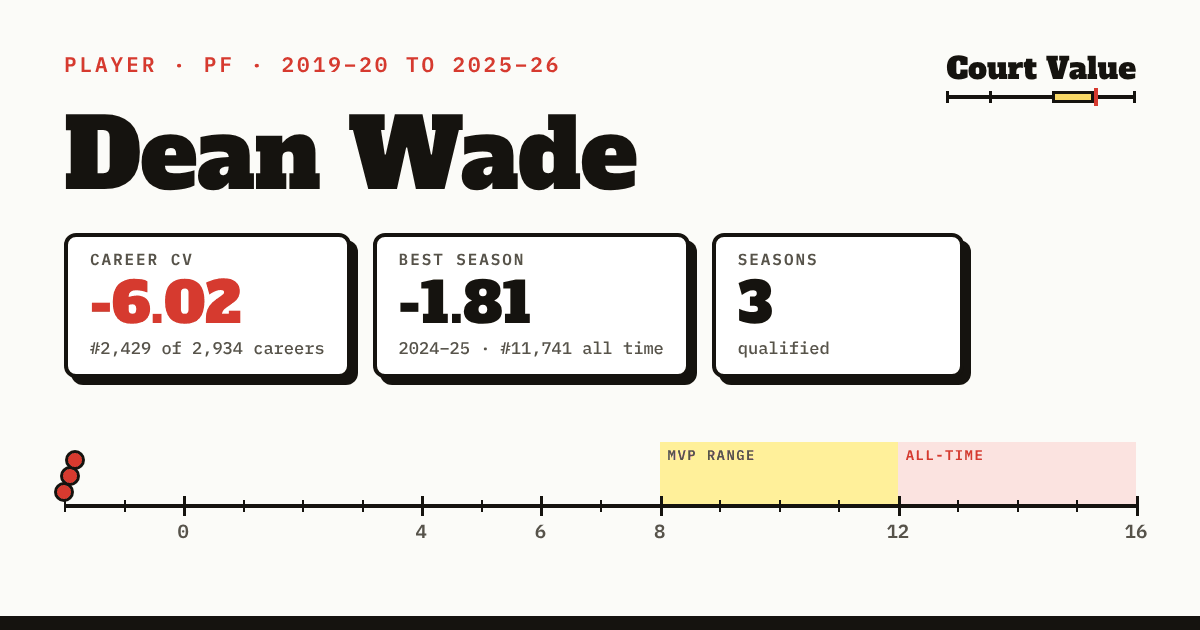 PLAYER · PF · 2019–20 TO 2025–26
Court Value
Dean Wade
CAREER CV
-6.02
#2,429 of 2,934 careers
BEST SEASON
-1.81
2024–25 · #11,741 all time
SEASONS
3
qualified
MVP RANGE
ALL-TIME
0 4 6 8 12 16